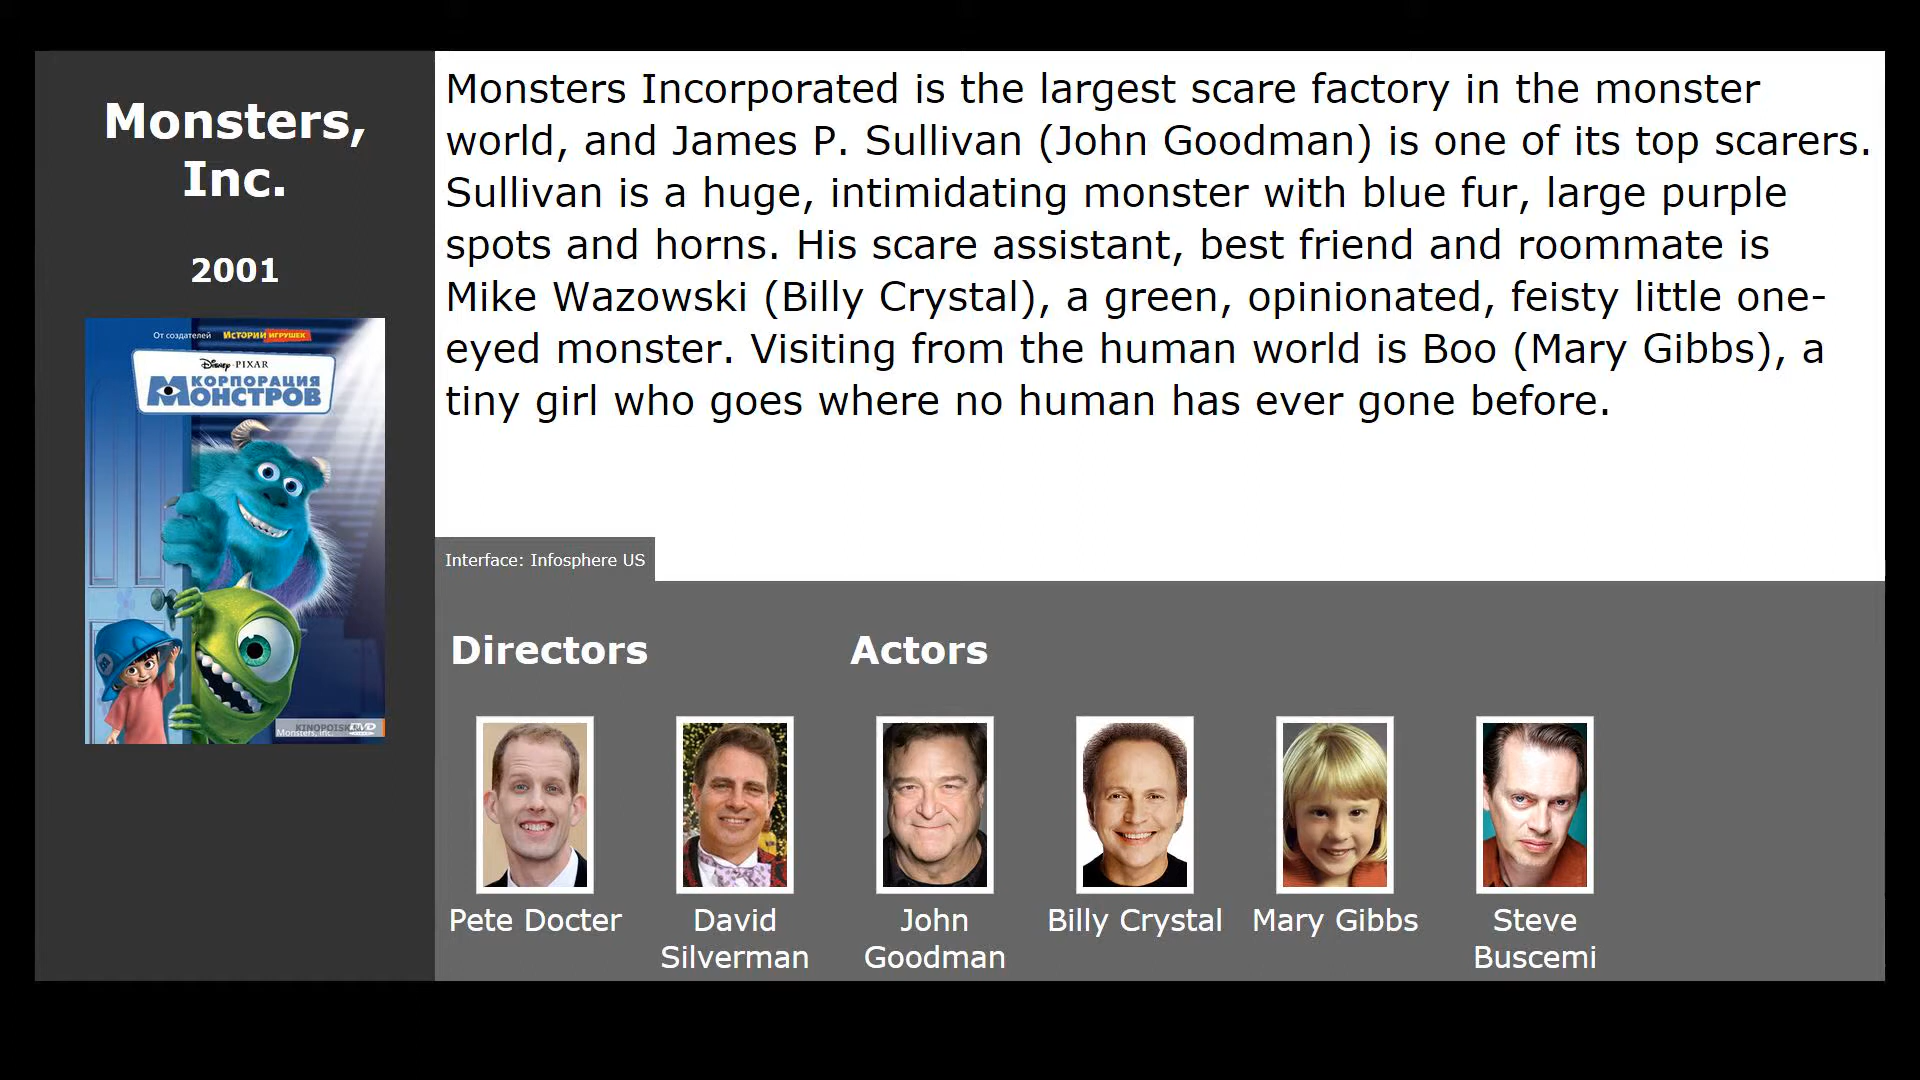 Monsters,
Inc.
2001
От создателей ИСТОРИИ ИГРУШЕК
Disney·PIXAR
КОРПОРАЦИЯ
МОНСТРОВ
KINOPOISK
DVD
Monsters, Inc.
Monsters Incorporated is the largest scare factory in the monster
world, and James P. Sullivan (John Goodman) is one of its top scarers.
Sullivan is a huge, intimidating monster with blue fur, large purple
spots and horns. His scare assistant, best friend and roommate is
Mike Wazowski (Billy Crystal), a green, opinionated, feisty little one-
eyed monster. Visiting from the human world is Boo (Mary Gibbs), a
tiny girl who goes where no human has ever gone before.
Interface: Infosphere US
Directors
Actors
Pete Docter
David
Silverman
John
Goodman
Billy Crystal
Mary Gibbs
Steve
Buscemi